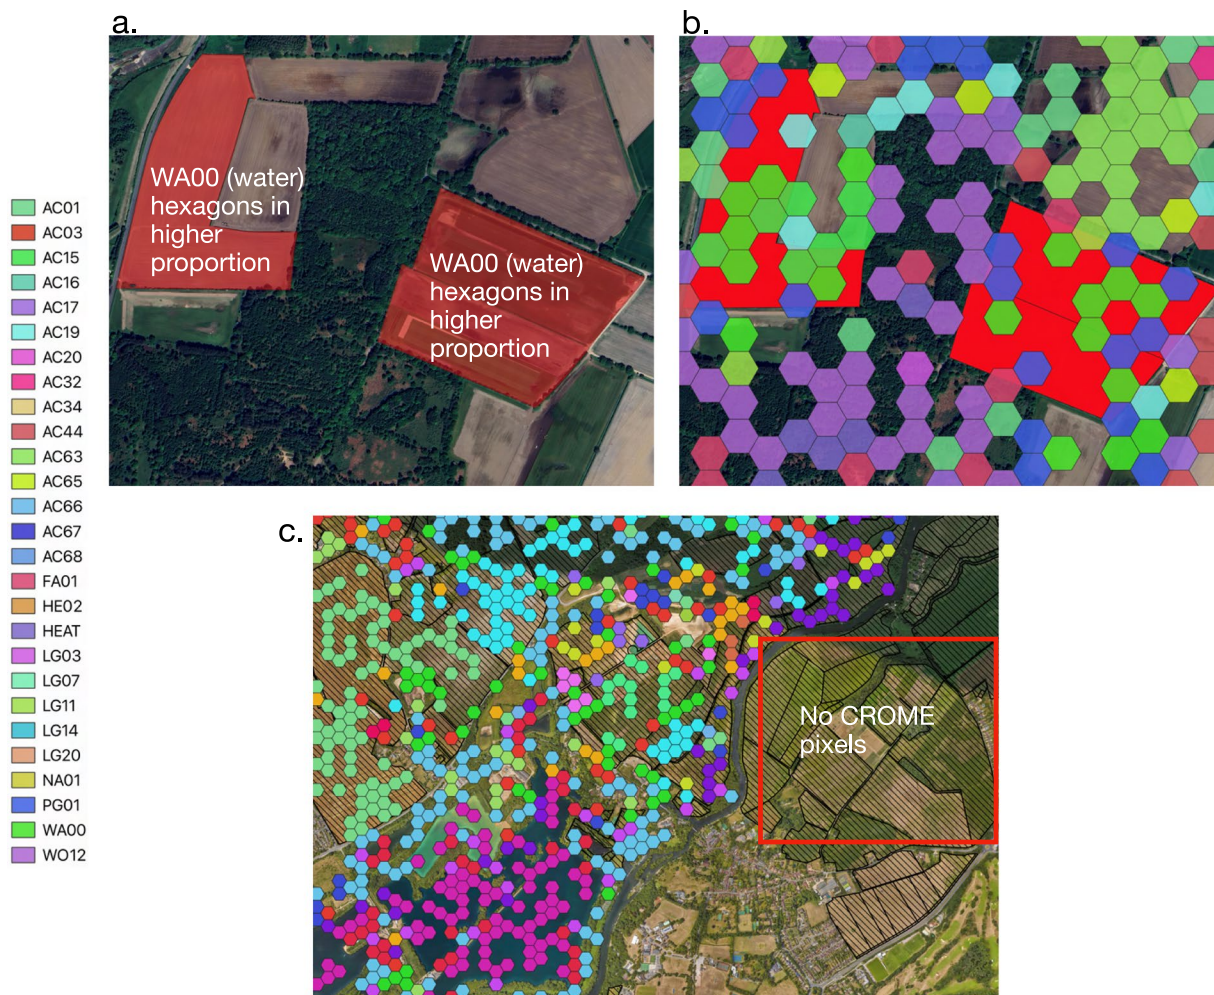 a.
b.
WA00 (water)
hexagons in
higher
proportion
WA00 (water)
hexagons in
higher
proportion
AC01
AC03
AC15
AC16
AC17
AC19
AC20
AC32
AC34
AC44
AC63
AC65
AC66
AC67
AC68
FA01
HE02
HEAT
LG03
LG07
LG11
LG14
LG20
NA01
PG01
WA00
WO12
c.
No CROME
pixels